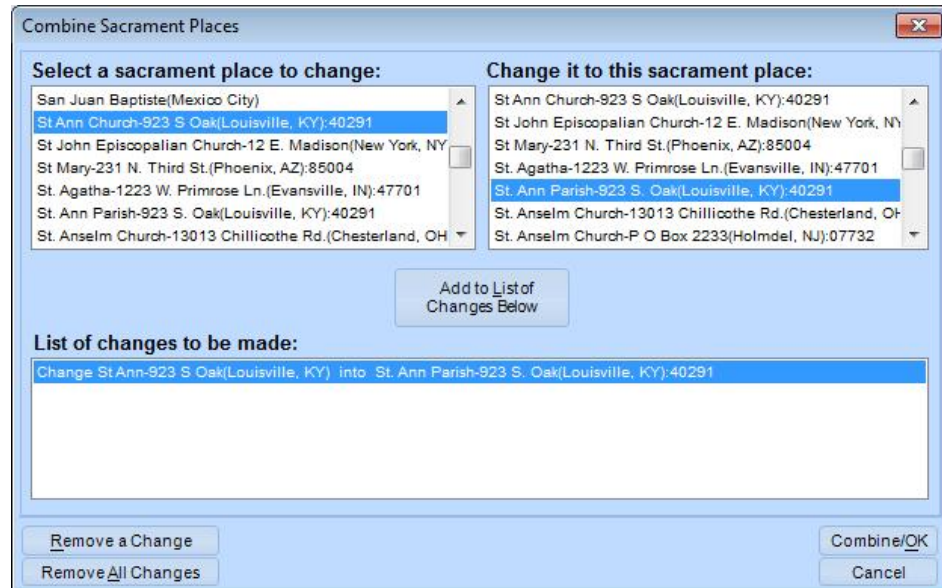 Combine Sacrament Places
Select a sacrament place to change:
San Juan Baptiste(Mexico City)
St Ann Church-923 S Oak(Louisville, KY):40291
St John Episcopalian Church-12 E. Madison(New York, NY
St Mary-231 N. Third St.(Phoenix, AZ):85004
St. Agatha-1223 W. Primrose Ln.(Evansville, IN):47701
St. Ann Parish-923 S. Oak(Louisville, KY):40291
St. Anselm Church-13013 Chillicothe Rd.(Chesterland, OH
Change it to this sacrament place:
St Ann Church-923 S Oak(Louisville, KY):40291
St John Episcopalian Church-12 E. Madison(New York, NY
St Mary-231 N. Third St.(Phoenix, AZ):85004
St. Agatha-1223 W. Primrose Ln.(Evansville, IN):47701
St. Ann Parish-923 S. Oak(Louisville, KY):40291
St. Anselm Church-13013 Chillicothe Rd.(Chesterland, OH
St. Anselm Church-P O Box 2233(Holmdel, NJ):07732
Add to List of
Changes Below
List of changes to be made:
Change St Ann-923 S Oak(Louisville, KY) into St. Ann Parish-923 S. Oak(Louisville, KY):40291
Remove a Change
Remove All Changes
Combine/OK
Cancel